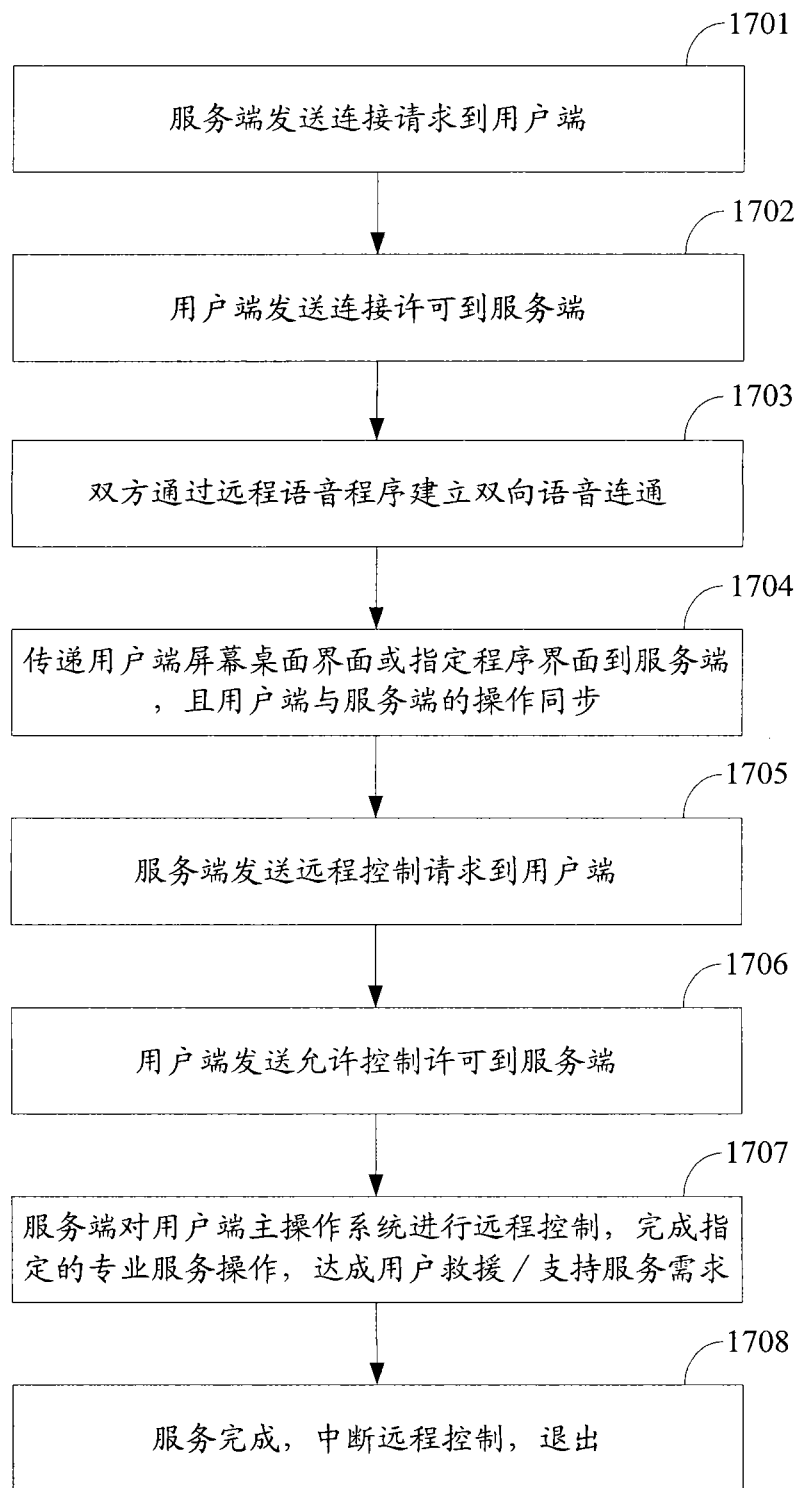 1701
服务端发送连接请求到用户端
1702
用户端发送连接许可到服务端
1703
双方通过远程语音程序建立双向语音连通
1704
传递用户端屏幕桌面界面或指定程序界面到服务端
，且用户端与服务端的操作同步
1705
服务端发送远程控制请求到用户端
1706
用户端发送允许控制许可到服务端
1707
服务端对用户端主操作系统进行远程控制，完成指
定的专业服务操作，达成用户救援／支持服务需求
1708
服务完成，中断远程控制，退出